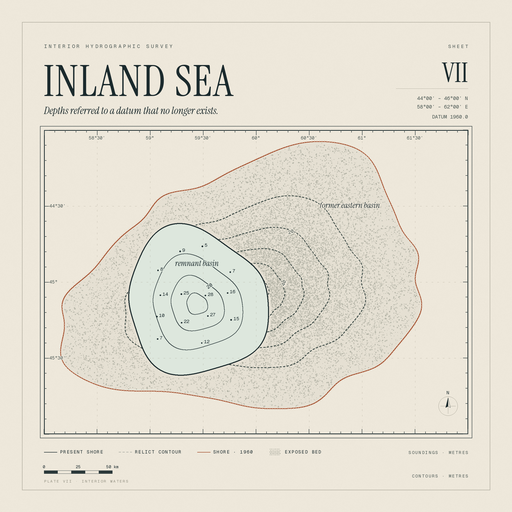 INTERIOR HYDROGRAPHIC SURVEY
SHEET
INLAND SEA
VII
Depths referred to a datum that no longer exists.
44°00' - 46°00' N
58°00' - 62°00' E
DATUM 1960.0
58°30' 59° 59°30' 60° 60°30' 61° 61°30'
44°30'
former eastern basin
5
9
remnant basin
8
7
14 25 28 16
10 22 27 15
7 12
45°
45°30'
N
PRESENT SHORE
RELICT CONTOUR
SHORE · 1960
EXPOSED BED
SOUNDINGS · METRES
0 25 50 km
CONTOURS · METRES
PLATE VII · INTERIOR WATERS